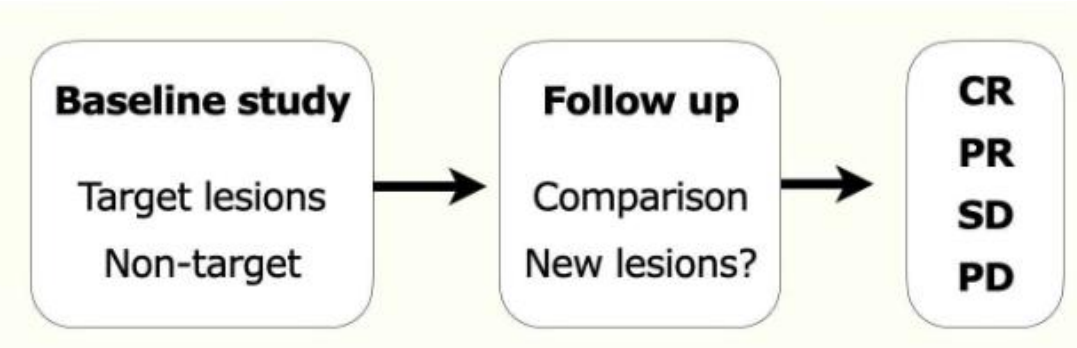 Baseline study
Target lesions
Non-target
Follow up
Comparison
New lesions?
CR
PR
SD
PD